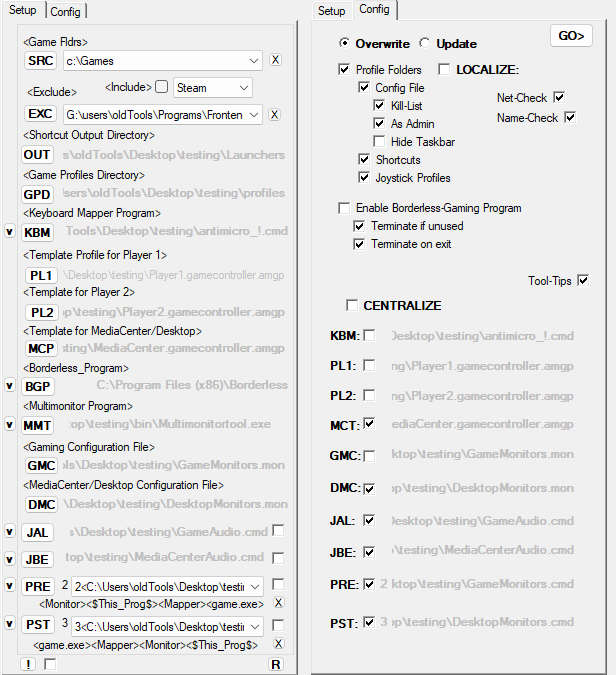 Setup Config
<Game Fldrs>
SRC c:\Games X
<Include> Steam
<Exclude>
EXC G:\users\oldTools\Programs\Fronten X
<Shortcut Output Directory>
OUT s\oldTools\Desktop\testing\Launchers
<Game Profiles Directory>
GPD Jsers\oldTools\Desktop\testing\profiles
<Keyboard Mapper Program>
v KBM Tools\Desktop\testing\antimicro_!.cmd
<Template Profile for Player 1>
PL1 \Desktop\testing\Player1.gamecontroller.amgp
<Template for Player 2>
PL2 p\testing\Player2.gamecontroller.amgp
<Template for MediaCenter/Desktop>
MCP sting\MediaCenter.gamecontroller.amgp
<Borderless_Program>
v BGP C:\Program Files (x86)\Borderless
<Multimonitor Program>
v MMT top\testing\bin\Multimonitortool.exe
<Gaming Configuration File>
GMC ols\Desktop\testing\GameMonitors.mon
<MediaCenter/Desktop Configuration File>
DMC \Desktop\testing\DesktopMonitors.mon
v JAL s\Desktop\testing\GameAudio.cmd
v JBE top\testing\MediaCenterAudio.cmd
v PRE 2 2<C:\Users\oldTools\Desktop\testir
<Monitor><$This_Prog$><Mapper><game.exe> X
v PST 3 3<C:\Users\oldTools\Desktop\testir
<game.exe><Mapper><Monitor><$This_Prog$> X
! R
Setup Config
GO>
Overwrite Update
Profile Folders LOCALIZE:
Config File
Net-Check
Kill-List
Name-Check
As Admin
Hide Taskbar
Shortcuts
Joystick Profiles
Enable Borderless-Gaming Program
Terminate if unused
Terminate on exit
Tool-Tips
CENTRALIZE
KBM: Desktop\testing\antimicro_!.cmd
PL1: ng\Player1.gamecontroller.amgp
PL2: ng\Player2.gamecontroller.amgp
MCT: ediaCenter.gamecontroller.amgp
GMC: ktop\testing\GameMonitors.mon
DMC: p\testing\DesktopMonitors.mon
JAL: Desktop\testing\GameAudio.cmd
JBE: \testing\MediaCenterAudio.cmd
PRE: 2 ktop\testing\GameMonitors.cmd
PST: 3 p\testing\DesktopMonitors.cmd